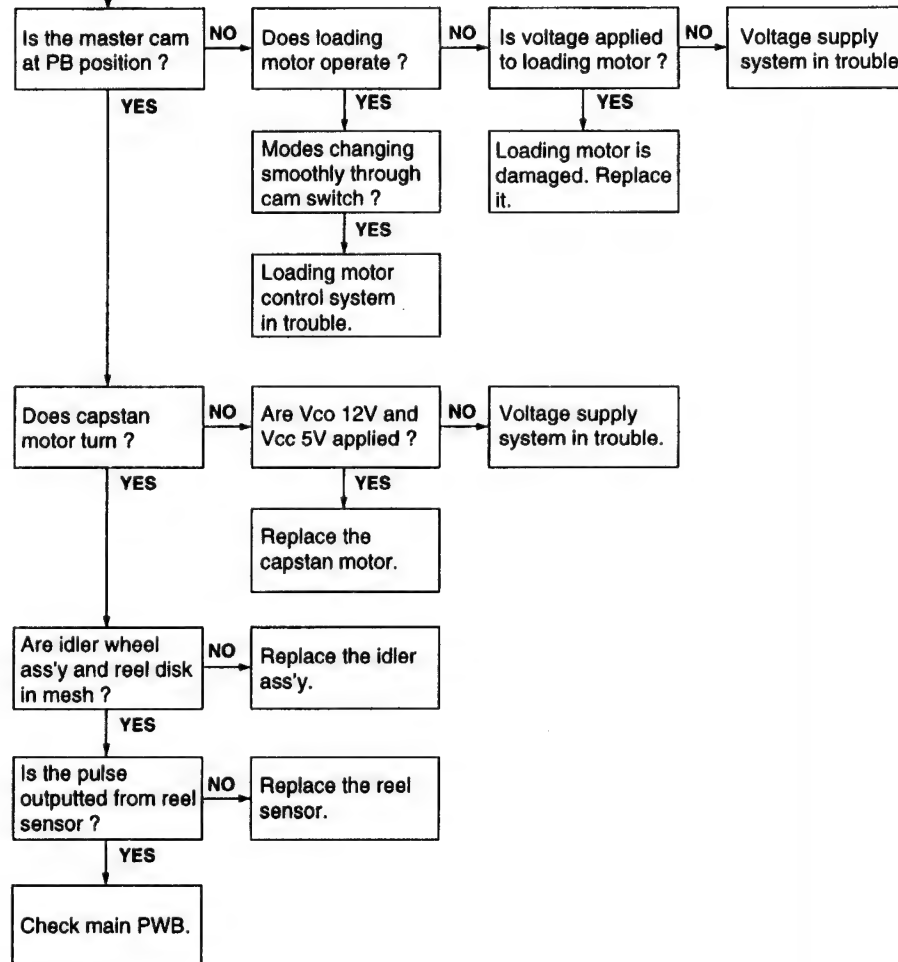 Is the master cam
at PB position ?
NO
Does loading
motor operate ?
NO
Is voltage applied
to loading motor ?
NO
Voltage supply
system in trouble
YES
YES
YES
Modes changing
smoothly through
cam switch ?
Loading motor is
damaged. Replace
it.
YES
Loading motor
control system
in trouble.
Does capstan
motor turn ?
NO
Are Vco 12V and
Vcc 5V applied ?
NO
Voltage supply
system in trouble.
YES
YES
Replace the
capstan motor.
Are idler wheel
ass'y and reel disk
in mesh ?
NO
Replace the idler
ass'y.
YES
Is the pulse
outputted from reel
sensor ?
NO
Replace the reel
sensor.
YES
Check main PWB.